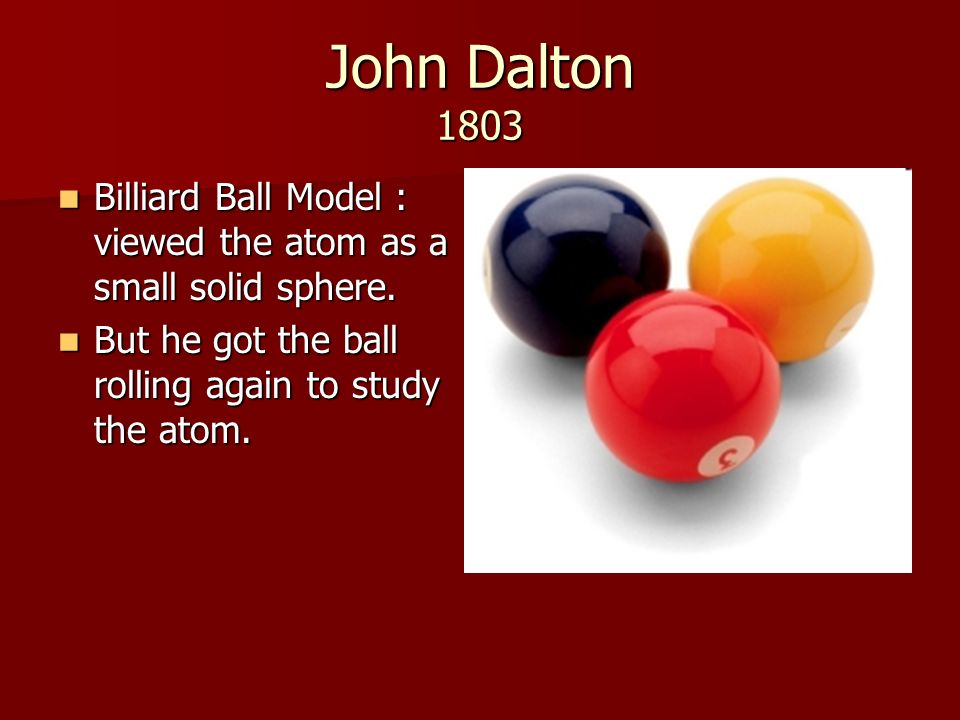 John Dalton
1803
Billiard Ball Model :
viewed the atom as a
small solid sphere.
But he got the ball
rolling again to study
the atom.
3